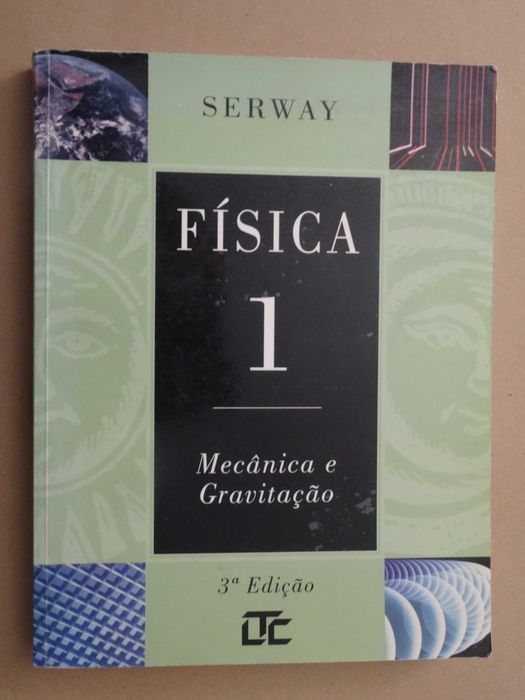 SERWAY
FÍSICA
1
Mecânica e
Gravitação
3ª Edição
LTC